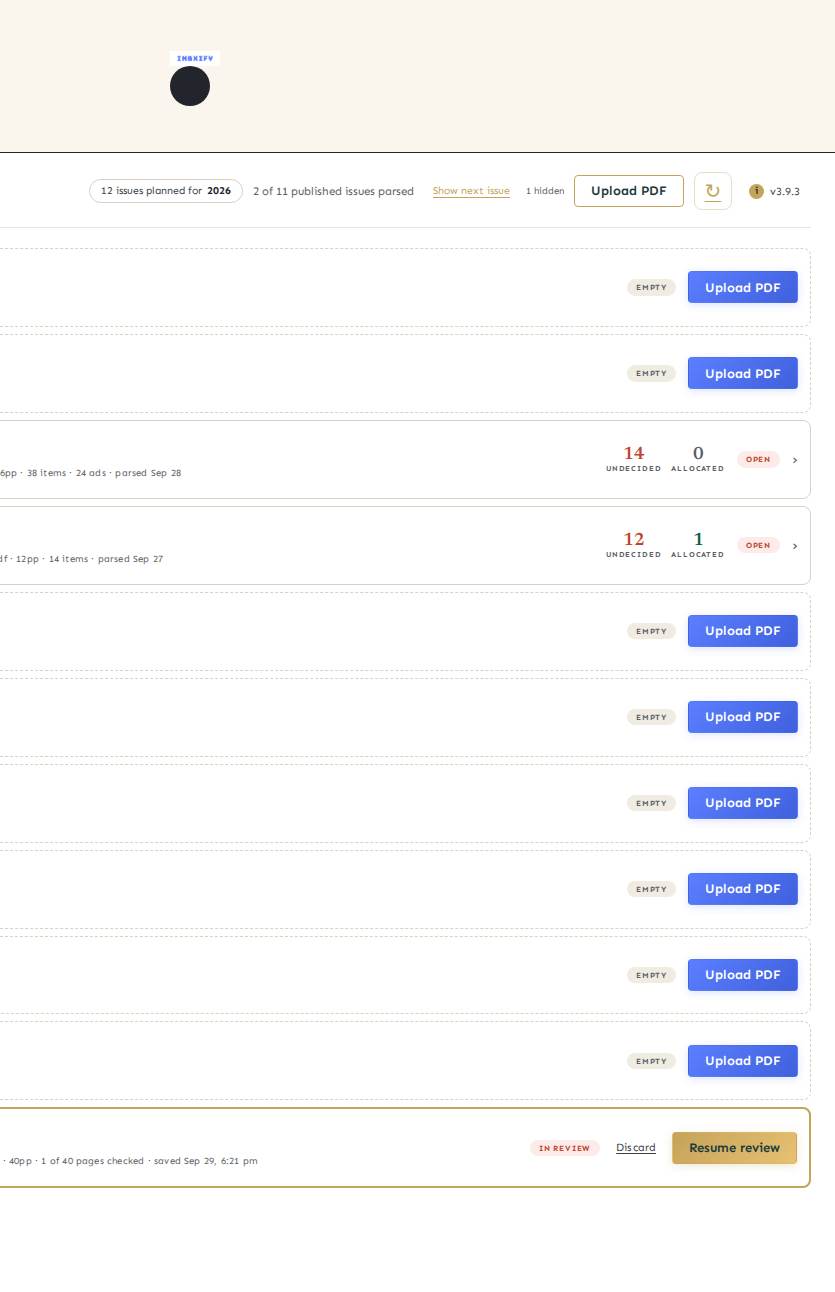 INKXIFY
12 issues planned for 2026
2 of 11 published issues parsed
Show next issue
1 hidden
Upload PDF
↻
i v3.9.3
EMPTY
Upload PDF
EMPTY
Upload PDF
6pp · 38 items · 24 ads · parsed Sep 28
14 UNDECIDED
0 ALLOCATED
OPEN ›
df · 12pp · 14 items · parsed Sep 27
12 UNDECIDED
1 ALLOCATED
OPEN ›
EMPTY
Upload PDF
EMPTY
Upload PDF
EMPTY
Upload PDF
EMPTY
Upload PDF
EMPTY
Upload PDF
EMPTY
Upload PDF
· 40pp · 1 of 40 pages checked · saved Sep 29, 6:21 pm
IN REVIEW
Discard
Resume review